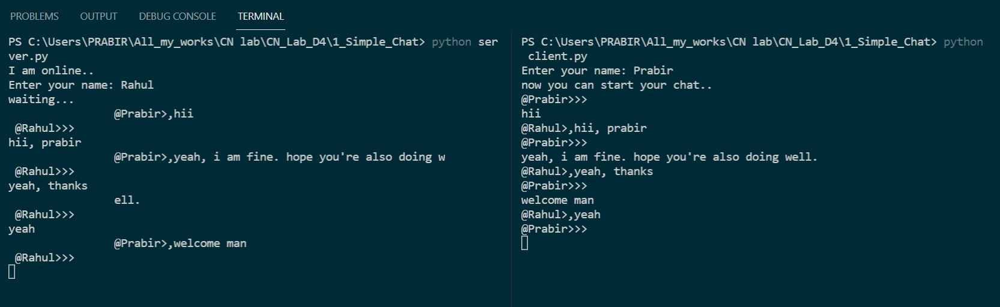 PROBLEMS OUTPUT DEBUG CONSOLE TERMINAL
PS C:\Users\PRABIR\All_my_works\CN lab\CN_Lab_D4\1_Simple_Chat> python ser
ver.py
I am online..
Enter your name: Rahul
waiting...
@Prabir>,hii
@Rahul>>>
hii, prabir
@Prabir>,yeah, i am fine. hope you're also doing w
@Rahul>>>
yeah, thanks
ell.
@Rahul>>>
yeah
@Prabir>,welcome man
@Rahul>>>
PS C:\Users\PRABIR\All_my_works\CN lab\CN_Lab_D4\1_Simple_Chat> python
client.py
Enter your name: Prabir
now you can start your chat..
@Prabir>>>
hii
@Rahul>,hii, prabir
@Prabir>>>
yeah, i am fine. hope you're also doing well.
@Rahul>,yeah, thanks
@Prabir>>>
welcome man
@Rahul>,yeah
@Prabir>>>